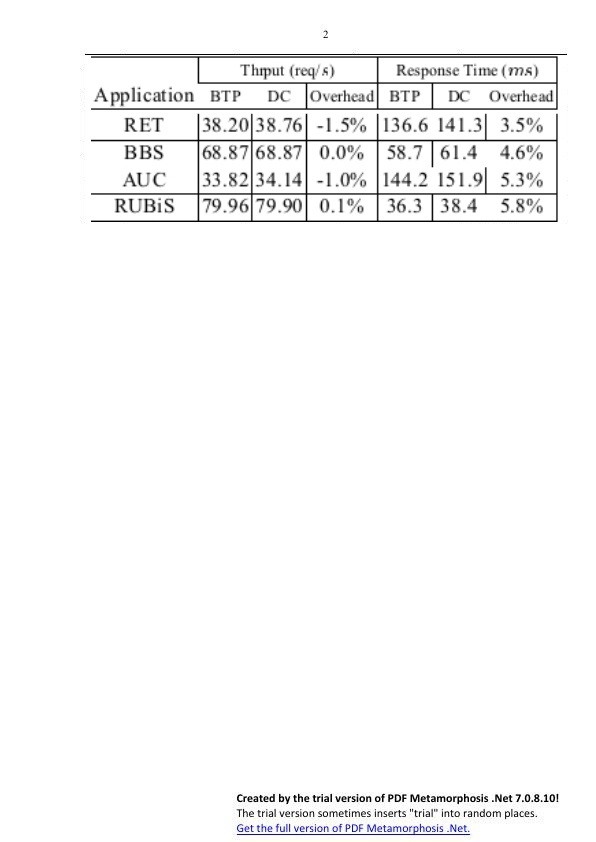 2
Thrput (req/s) Response Time (ms)
Application BTP DC Overhead BTP DC Overhead
RET 38.20 38.76 -1.5% 136.6 141.3 3.5%
BBS 68.87 68.87 0.0% 58.7 61.4 4.6%
AUC 33.82 34.14 -1.0% 144.2 151.9 5.3%
RUBiS 79.96 79.90 0.1% 36.3 38.4 5.8%
Created by the trial version of PDF Metamorphosis .Net 7.0.8.10!
The trial version sometimes inserts "trial" into random places.
Get the full version of PDF Metamorphosis .Net.